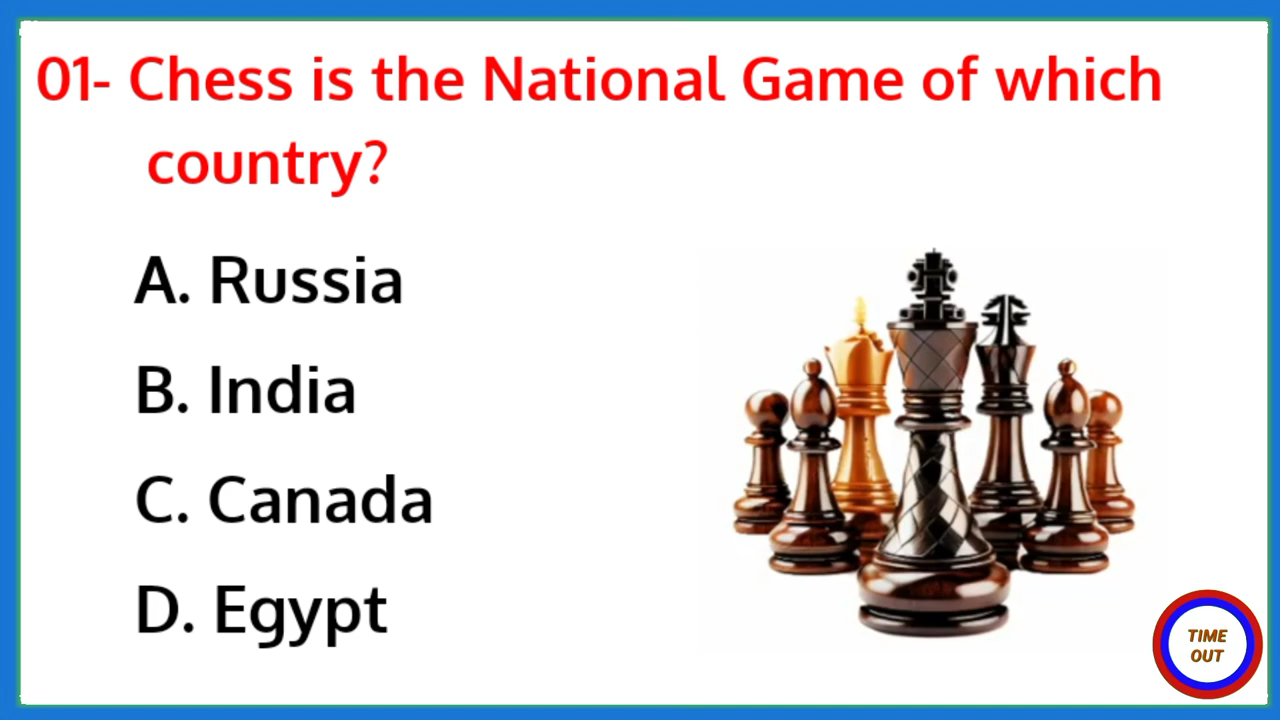 01- Chess is the National Game of which
country?
A. Russia
B. India
C. Canada
D. Egypt
TIME
OUT